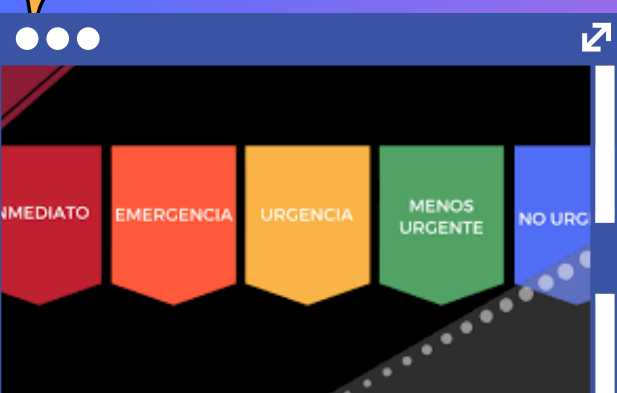 NMEDIATO
EMERGENCIA
URGENCIA
MENOS
URGENTE
NO URG